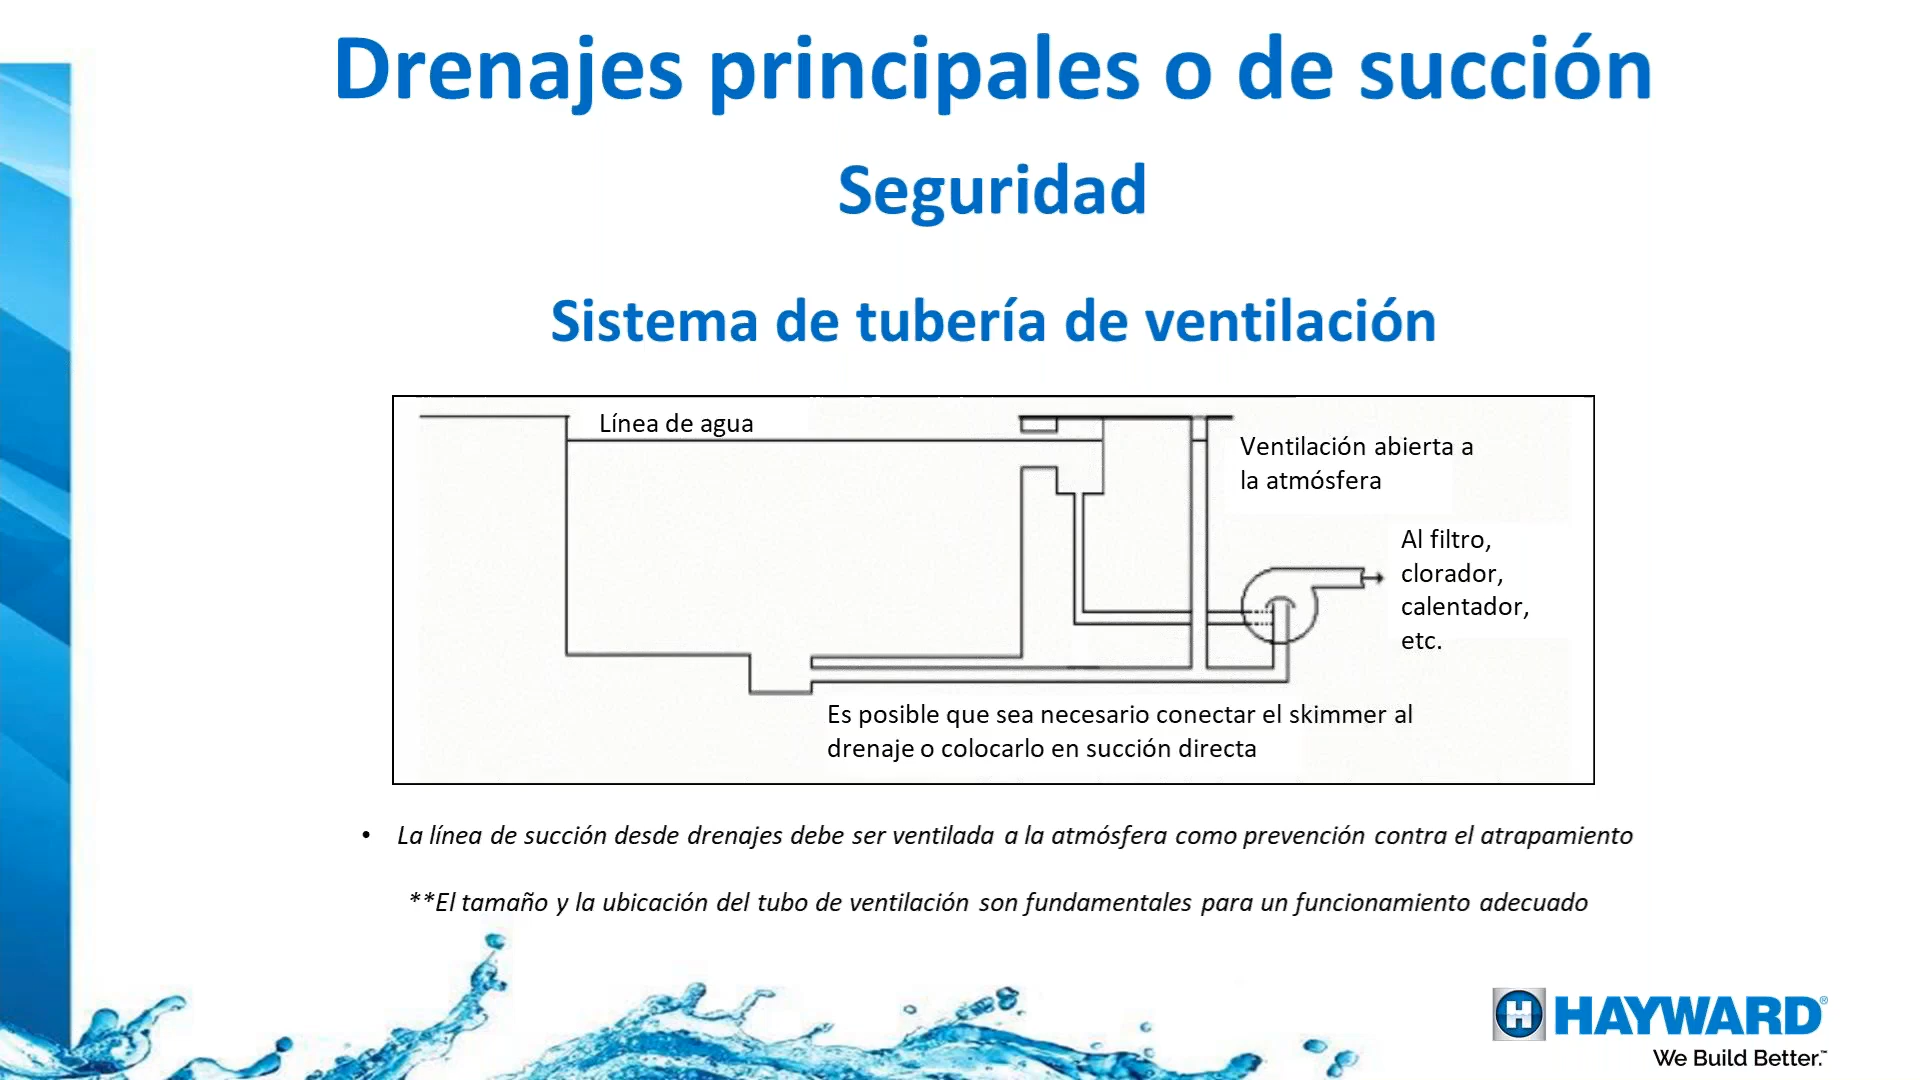 Drenajes principales o de succión
Seguridad
Sistema de tubería de ventilación
Línea de agua
Ventilación abierta a
la atmósfera
Al filtro,
clorador,
calentador,
etc.
Es posible que sea necesario conectar el skimmer al
drenaje o colocarlo en succión directa
• La línea de succión desde drenajes debe ser ventilada a la atmósfera como prevención contra el atrapamiento
**El tamaño y la ubicación del tubo de ventilación son fundamentales para un funcionamiento adecuado
H HAYWARD®
We Build Better.™